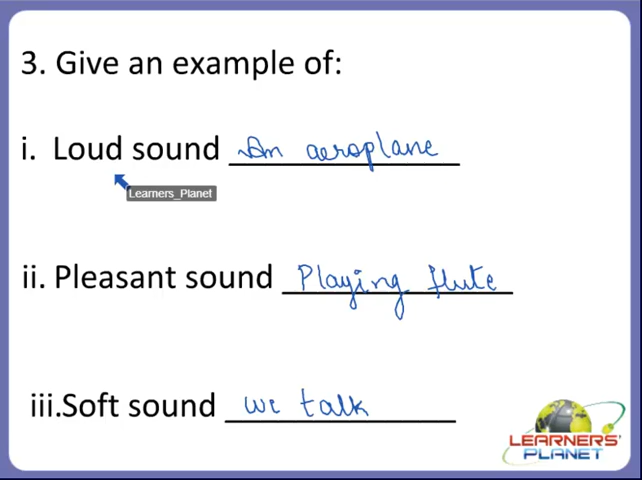 3. Give an example of:
i. Loud sound An aeroplane
Learners_Planet
ii. Pleasant sound Playing flute
iii.Soft sound we talk
LEARNERS'
PLANET